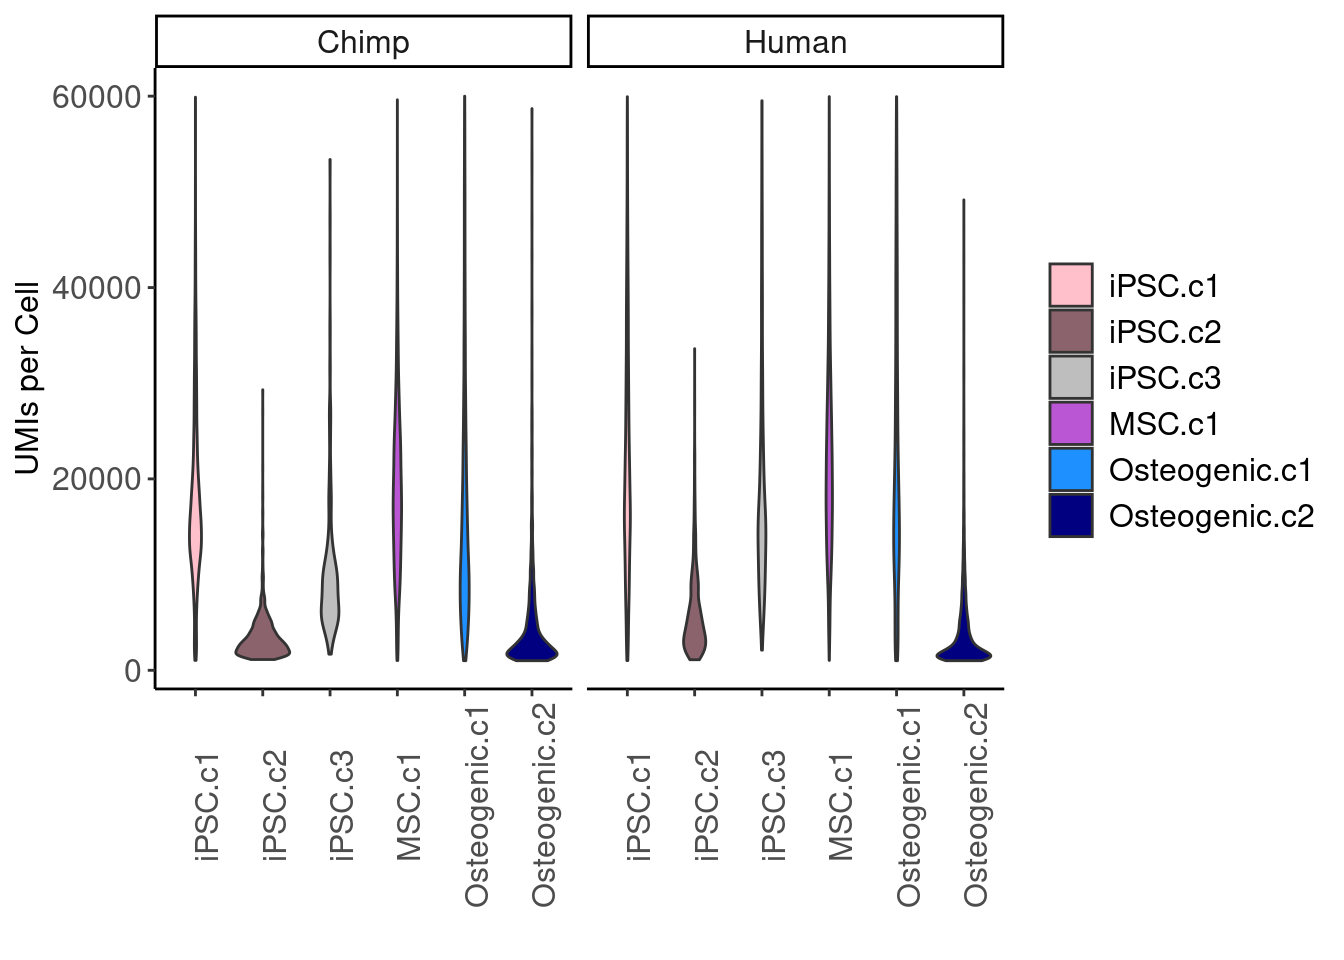 Chimp
Human
60000
40000
20000
0
UMIs per Cell
iPSC.c1
iPSC.c2
iPSC.c3
MSC.c1
Osteogenic.c1
Osteogenic.c2
iPSC.c1
iPSC.c2
iPSC.c3
MSC.c1
Osteogenic.c1
Osteogenic.c2
iPSC.c1
iPSC.c2
iPSC.c3
MSC.c1
Osteogenic.c1
Osteogenic.c2